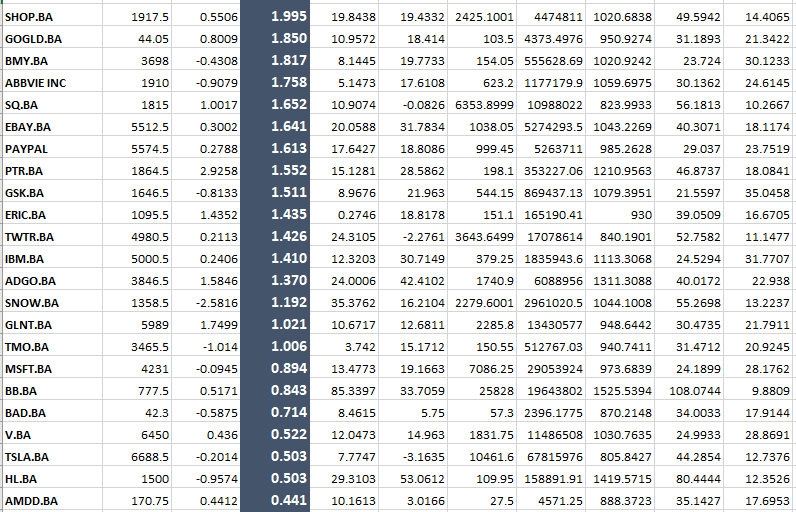 SHOP.BA 1917.5 0.5506 1.995 19.8438 19.4332 2425.1001 4474811 1020.6838 49.5942 14.4065
GOGLD.BA 44.05 0.8009 1.850 10.9572 18.414 103.5 4373.4976 950.9274 31.1893 21.3422
BMY.BA 3698 -0.4308 1.817 8.1445 19.7733 154.05 555628.69 1020.9242 23.724 30.1233
ABBVIE INC 1910 -0.9079 1.758 5.1473 17.6108 623.2 1177179.9 1059.6975 30.1362 24.6145
SQ.BA 1815 1.0017 1.652 10.9074 -0.0826 6353.8999 10988022 823.9933 56.1813 10.2667
EBAY.BA 5512.5 0.3002 1.641 20.0588 31.7834 1038.05 5274293.5 1043.2269 40.3071 18.1174
PAYPAL 5574.5 0.2788 1.613 17.6427 18.8086 999.45 5263711 985.2628 29.037 23.7519
PTR.BA 1864.5 2.9258 1.552 15.1281 28.5862 198.1 353227.06 1210.9563 46.8737 18.0841
GSK.BA 1646.5 -0.8133 1.511 8.9676 21.963 544.15 869437.13 1079.3951 21.5597 35.0458
ERIC.BA 1095.5 1.4352 1.435 0.2746 18.8178 151.1 165190.41 930 39.0509 16.6705
TWTR.BA 4980.5 0.2113 1.426 24.3105 -2.2761 3643.6499 17078614 840.1901 52.7582 11.1477
IBM.BA 5000.5 0.2406 1.410 12.3203 30.7149 379.25 1835943.6 1113.3068 24.5294 31.7707
ADGO.BA 3846.5 1.5846 1.370 24.0006 42.4102 1740.9 6088956 1311.3088 40.0172 22.938
SNOW.BA 1358.5 -2.5816 1.192 35.3762 16.2104 2279.6001 2961020.5 1044.1008 55.2698 13.2237
GLNT.BA 5989 1.7499 1.021 10.6717 12.6811 2285.8 13430577 948.6442 30.4735 21.7911
TMO.BA 3465.5 -1.014 1.006 3.742 15.1712 150.55 512767.03 940.7411 31.4712 20.9245
MSFT.BA 4231 -0.0945 0.894 13.4773 19.1663 7086.25 29053924 973.6839 24.1899 28.1762
BB.BA 777.5 0.5171 0.843 85.3397 33.7059 25828 19643802 1525.5394 108.0744 9.8809
BAD.BA 42.3 -0.5875 0.714 8.4615 5.75 57.3 2396.1775 870.2148 34.0033 17.9144
V.BA 6450 0.436 0.522 12.0473 14.963 1831.75 11486508 1030.7635 24.9933 28.8691
TSLA.BA 6688.5 -0.2014 0.503 7.7747 -3.1635 10461.6 67815976 805.8427 44.2854 12.7376
HL.BA 1500 -0.9574 0.503 29.3103 53.0612 109.95 158891.91 1419.5715 80.4444 12.3526
AMDD.BA 170.75 0.4412 0.441 10.1613 3.0166 27.5 4571.25 888.3723 35.1427 17.6953